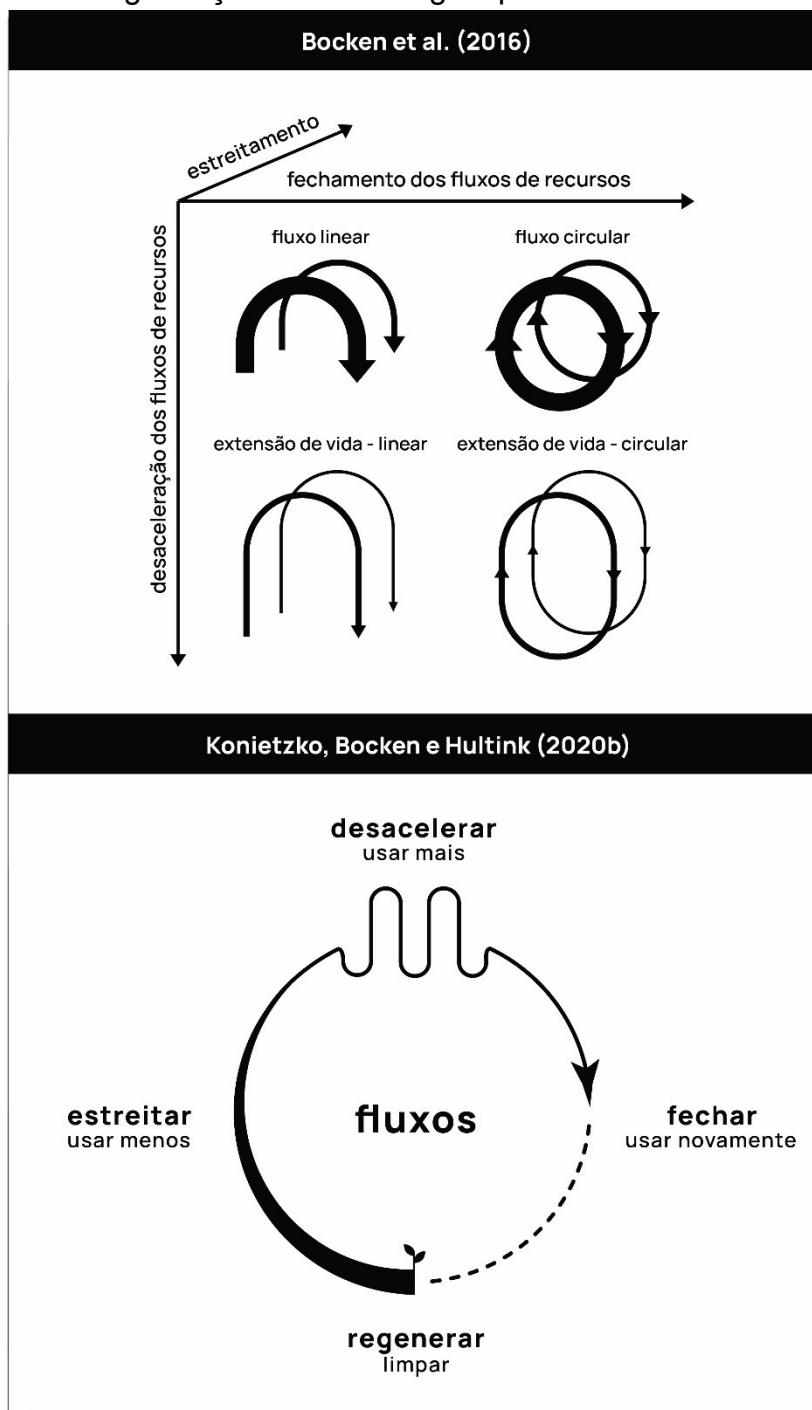 Bocken et al. (2016)
estreitamento
fechamento dos fluxos de recursos
desaceleração dos fluxos de recursos
fluxo linear
fluxo circular
extensão de vida - linear
extensão de vida - circular
Konietzko, Bocken e Hultink (2020b)
desacelerar
usar mais
estreitar
usar menos
fluxos
fechar
usar novamente
regenerar
limpar